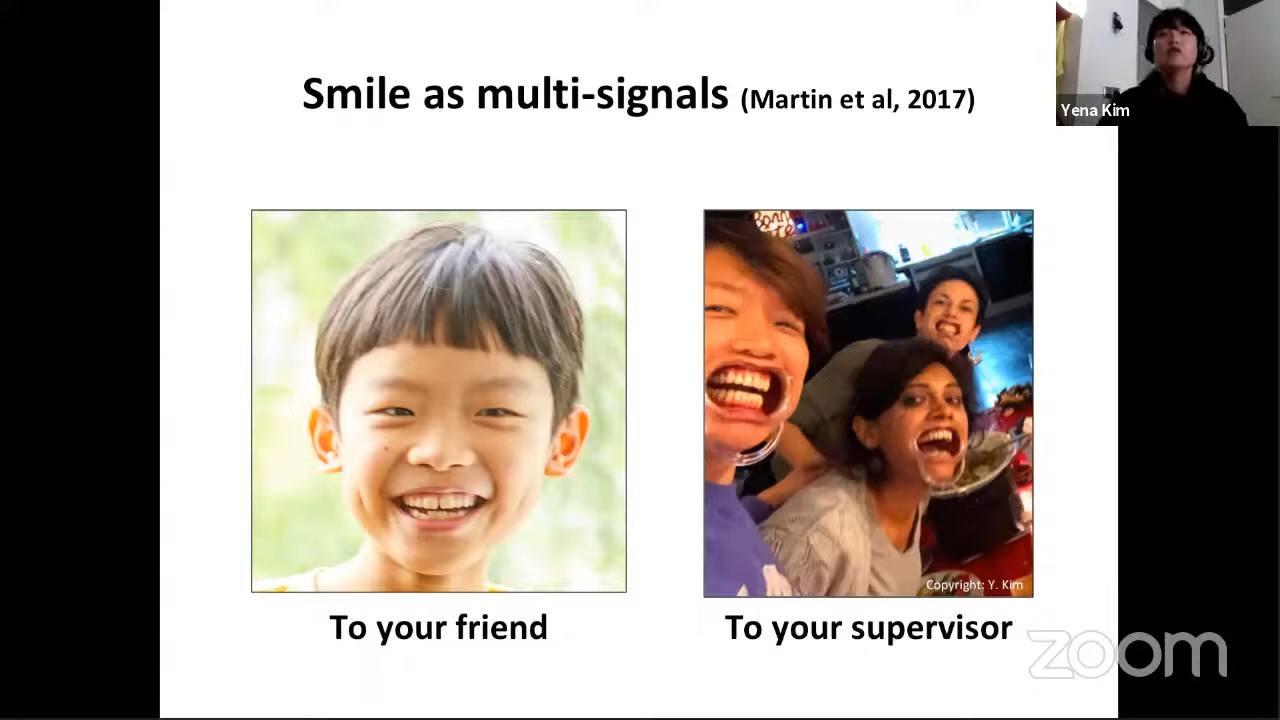 Smile as multi-signals (Martin et al, 2017)
Yena Kim
Copyright: Y. Kim
To your friend
To your supervisor
zoom